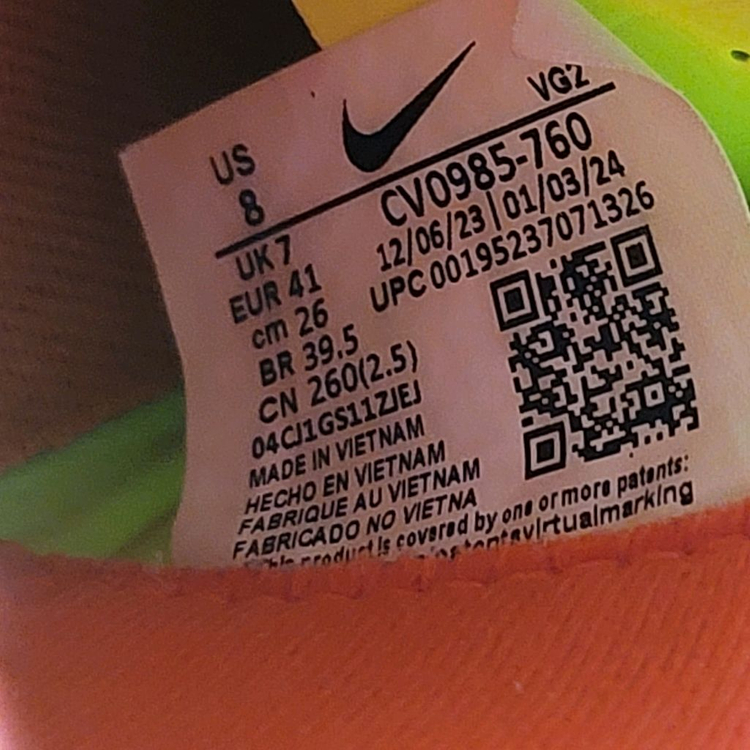 VG2
US
8
CV0985-760
12/06/23 | 01/03/24
UPC 00195237071326
UK 7
EUR 41
cm 26
BR 39.5
CN 260(2.5)
04CJ1GS11ZJEJ
MADE IN VIETNAM
HECHO EN VIETNAM
FABRIQUE AU VIETNAM
FABRICADO NO VIETNA
This product is covered by one or more patents: